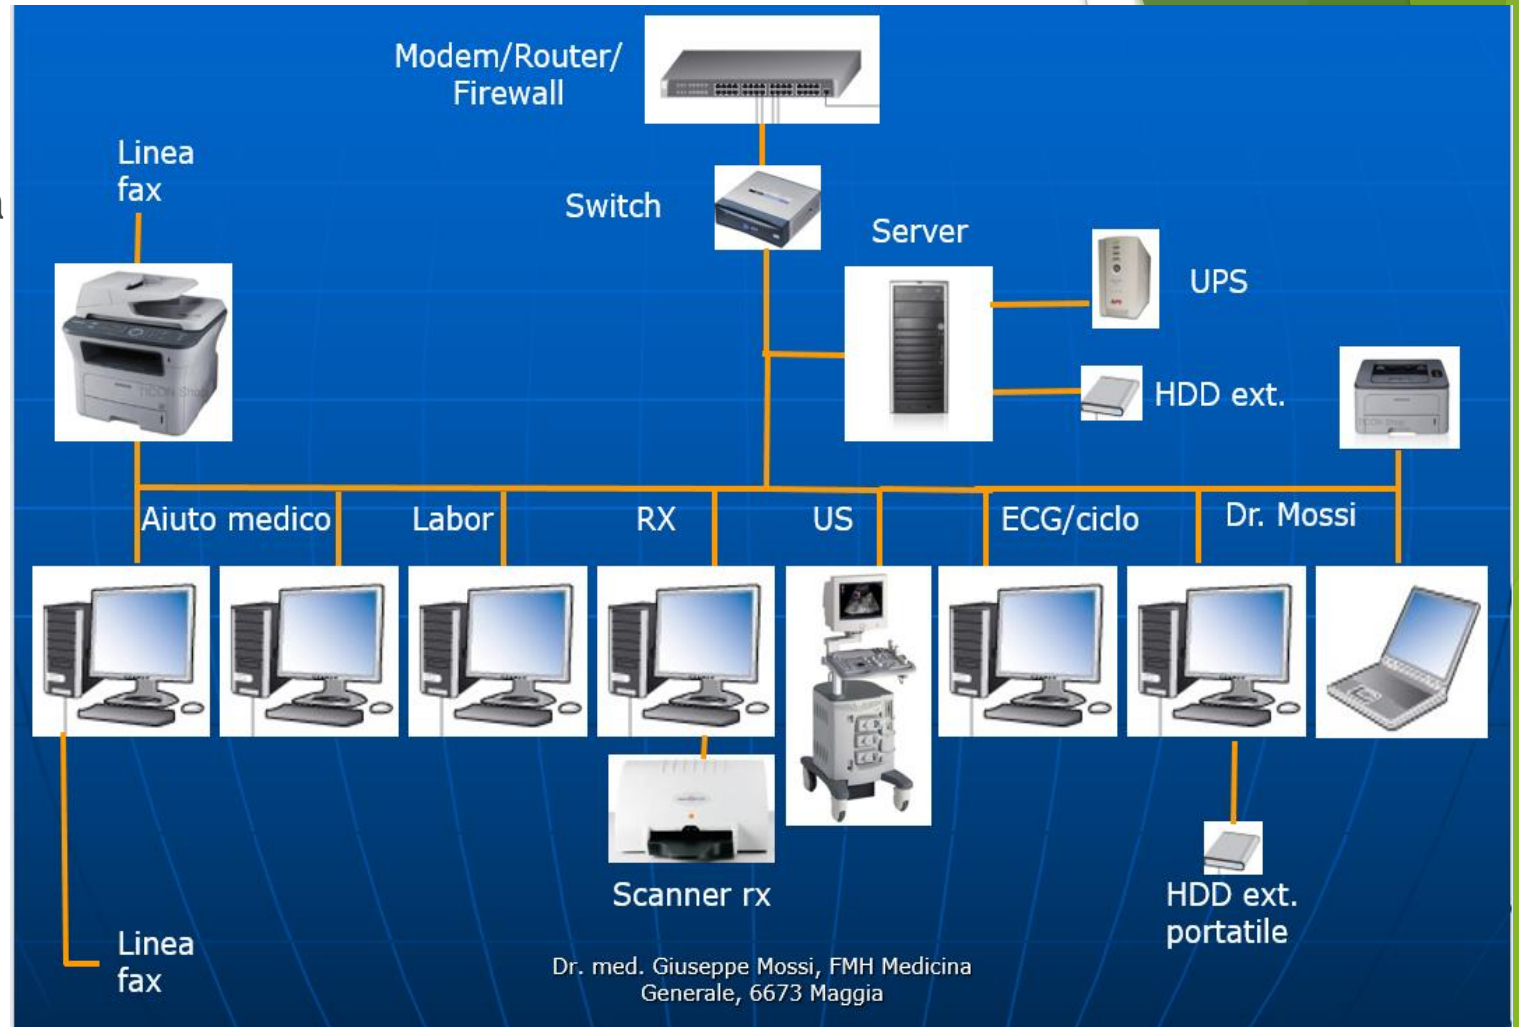 Modem/Router/
Firewall
Linea
fax
Switch
Server
UPS
HDD ext.
Aiuto medico
Labor
RX
US
ECG/ciclo
Dr. Mossi
Scanner rx
HDD ext.
portatile
Linea
fax
Dr. med. Giuseppe Mossi, FMH Medicina
Generale, 6673 Maggia